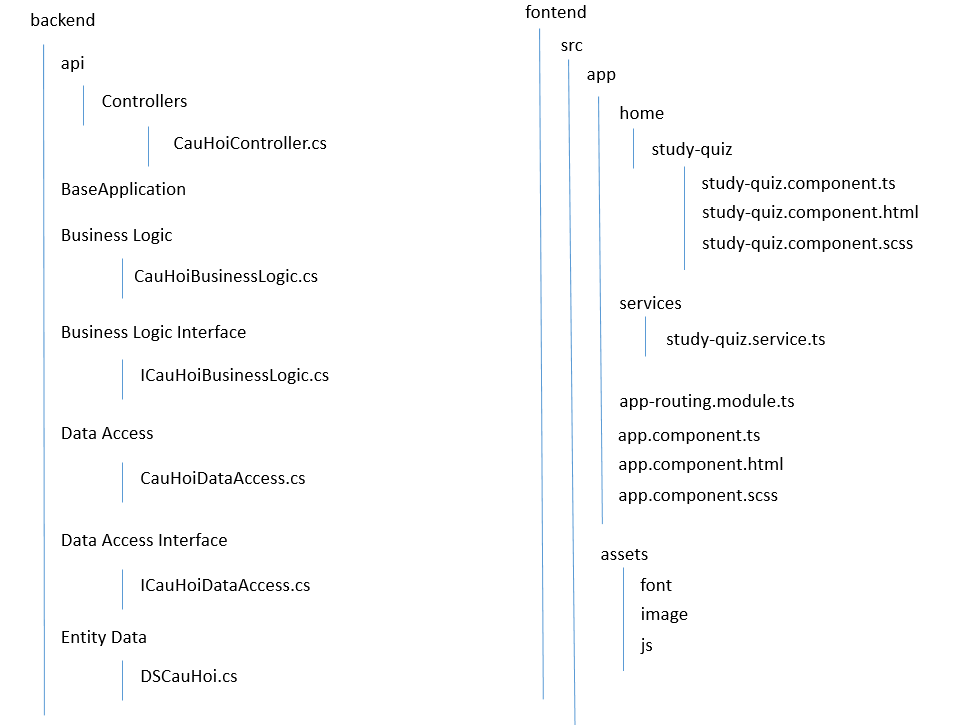 backend
api
Controllers
CauHoiController.cs
BaseApplication
Business Logic
CauHoiBusinessLogic.cs
Business Logic Interface
ICauHoiBusinessLogic.cs
Data Access
CauHoiDataAccess.cs
Data Access Interface
ICauHoiDataAccess.cs
Entity Data
DSCauHoi.cs
fontend
src
app
home
study-quiz
study-quiz.component.ts
study-quiz.component.html
study-quiz.component.scss
services
study-quiz.service.ts
app-routing.module.ts
app.component.ts
app.component.html
app.component.scss
assets
font
image
js